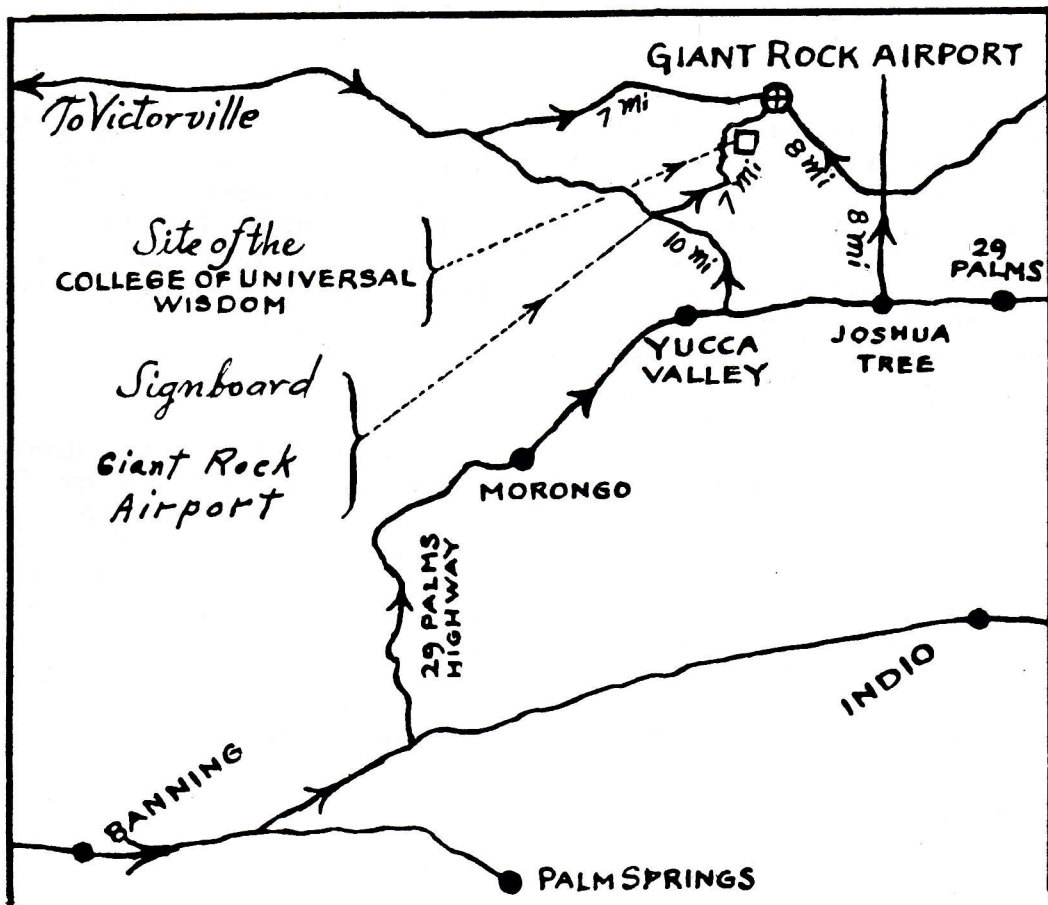 GIANT ROCK AIRPORT
To Victorville
7 mi
8 mi
7 mi
Site of the
COLLEGE OF UNIVERSAL
WISDOM
10 mi
8 mi
29
PALMS
YUCCA
VALLEY
JOSHUA
TREE
Signboard
Giant Rock
Airport
MORONGO
29 PALMS
HIGHWAY
INDIO
BANNING
PALM SPRINGS